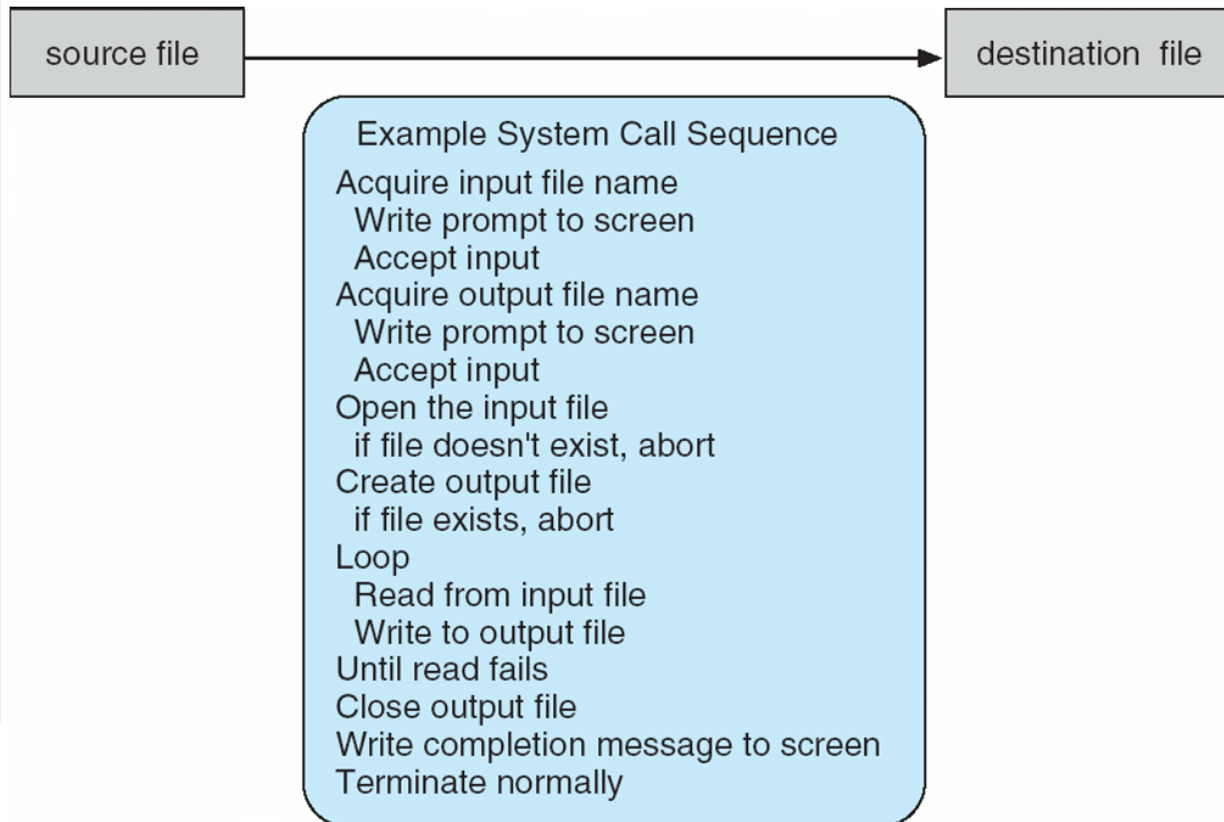 source file
destination file
Example System Call Sequence
Acquire input file name
Write prompt to screen
Accept input
Acquire output file name
Write prompt to screen
Accept input
Open the input file
if file doesn't exist, abort
Create output file
if file exists, abort
Loop
Read from input file
Write to output file
Until read fails
Close output file
Write completion message to screen
Terminate normally